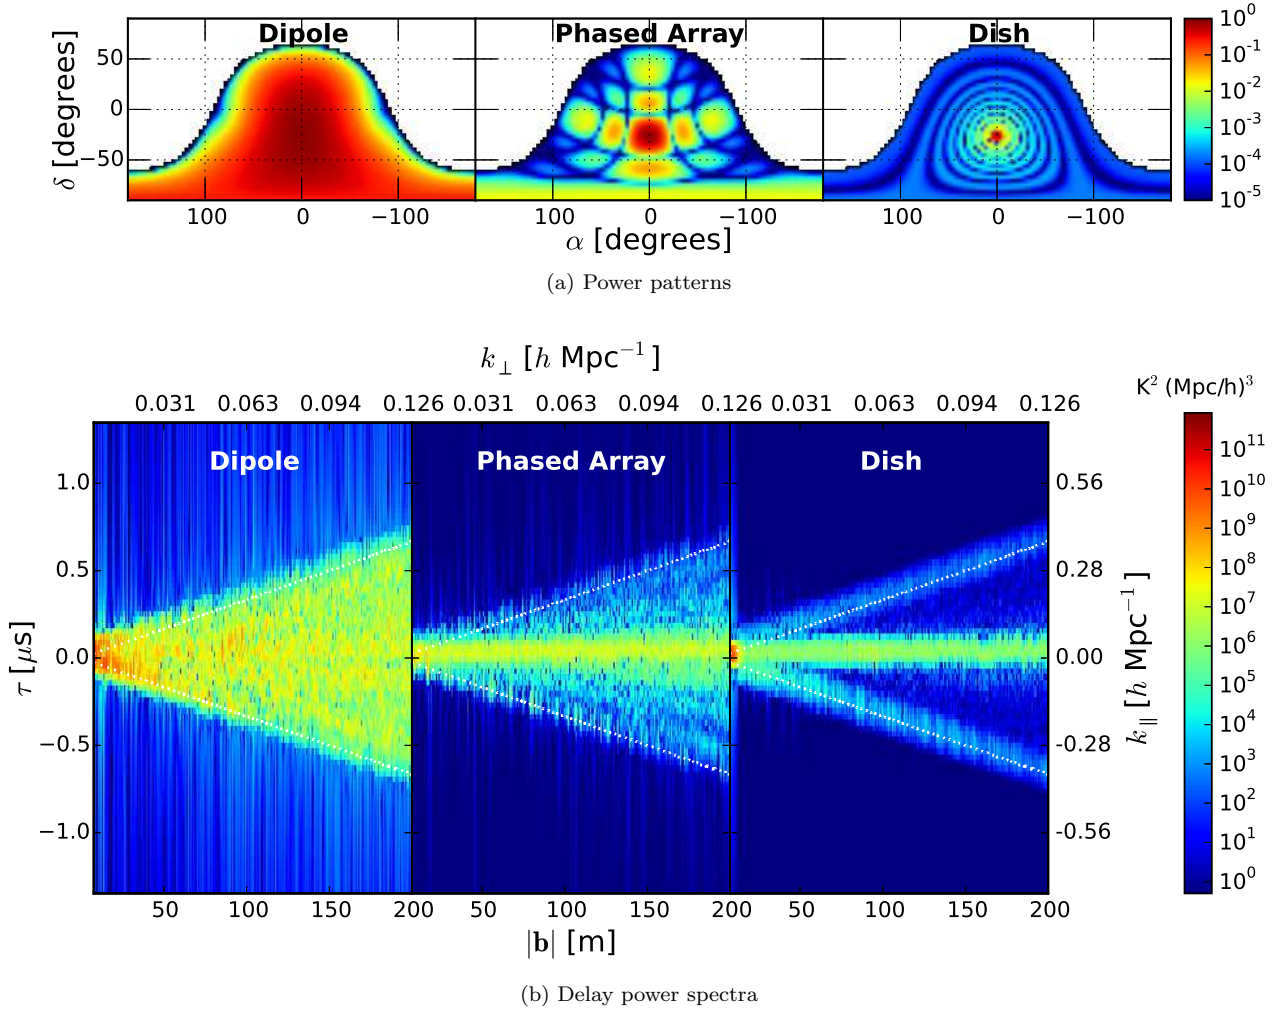 Dipole Phased Array Dish
δ [degrees]
50
0
−50
100 0 −100 100 0 −100 100 0 −100
α [degrees]
10^0
10^-1
10^-2
10^-3
10^-4
10^-5
(a) Power patterns
k⊥ [h Mpc^-1]
0.031 0.063 0.094 0.126 0.031 0.063 0.094 0.126 0.031 0.063 0.094 0.126
Dipole Phased Array Dish
τ [μs]
1.0
0.5
0.0
−0.5
−1.0
0.56
0.28
0.00
-0.28
-0.56
k∥ [h Mpc^-1]
50 100 150 200 50 100 150 200 50 100 150 200
|b| [m]
K² (Mpc/h)³
10^11
10^10
10^9
10^8
10^7
10^6
10^5
10^4
10^3
10^2
10^1
10^0
(b) Delay power spectra